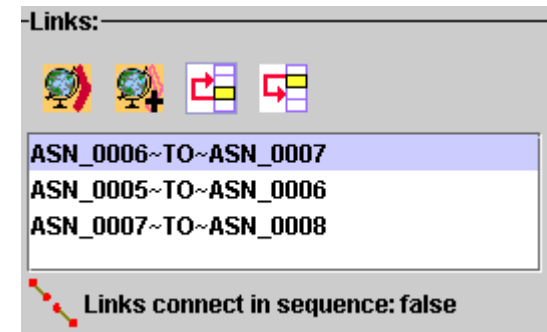 Links:
ASN_0006~TO~ASN_0007
ASN_0005~TO~ASN_0006
ASN_0007~TO~ASN_0008
Links connect in sequence: false